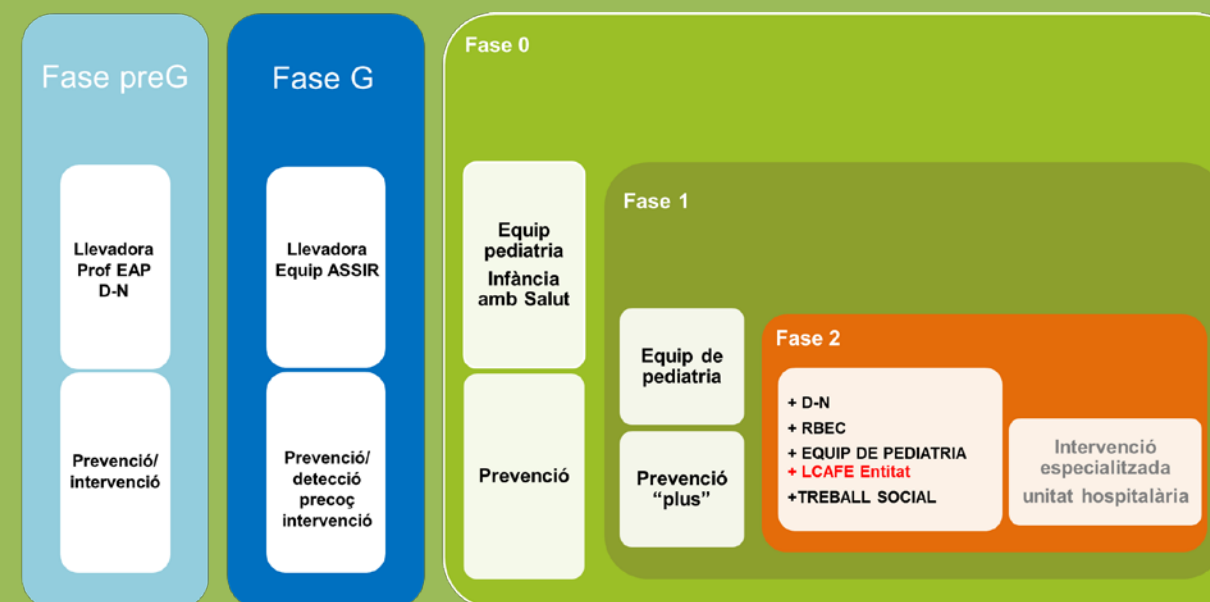 Fase preG
Llevadora
Prof EAP
D-N
Prevenció/
intervenció
Fase G
Llevadora
Equip ASSIR
Prevenció/
detecció
precoç
intervenció
Fase 0
Equip
pediatria
Infància
amb Salut
Prevenció
Fase 1
Equip de
pediatria
Prevenció
“plus”
Fase 2
+ D-N
+ RBEC
+ EQUIP DE PEDIATRIA
+ LCAFE Entitat
+TREBALL SOCIAL
Intervenció
especialitzada
unitat hospitalària